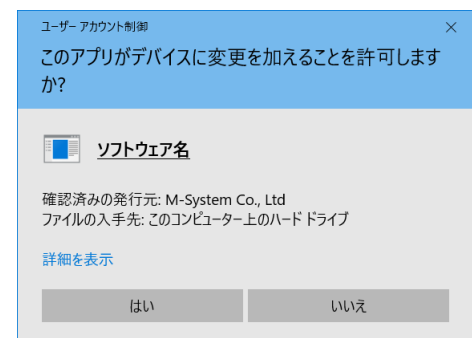 ユーザー アカウント制御
このアプリがデバイスに変更を加えることを許可します
か?
ソフトウェア名
確認済みの発行元: M-System Co., Ltd
ファイルの入手先: このコンピューター上のハード ドライブ
詳細を表示
はい
いいえ